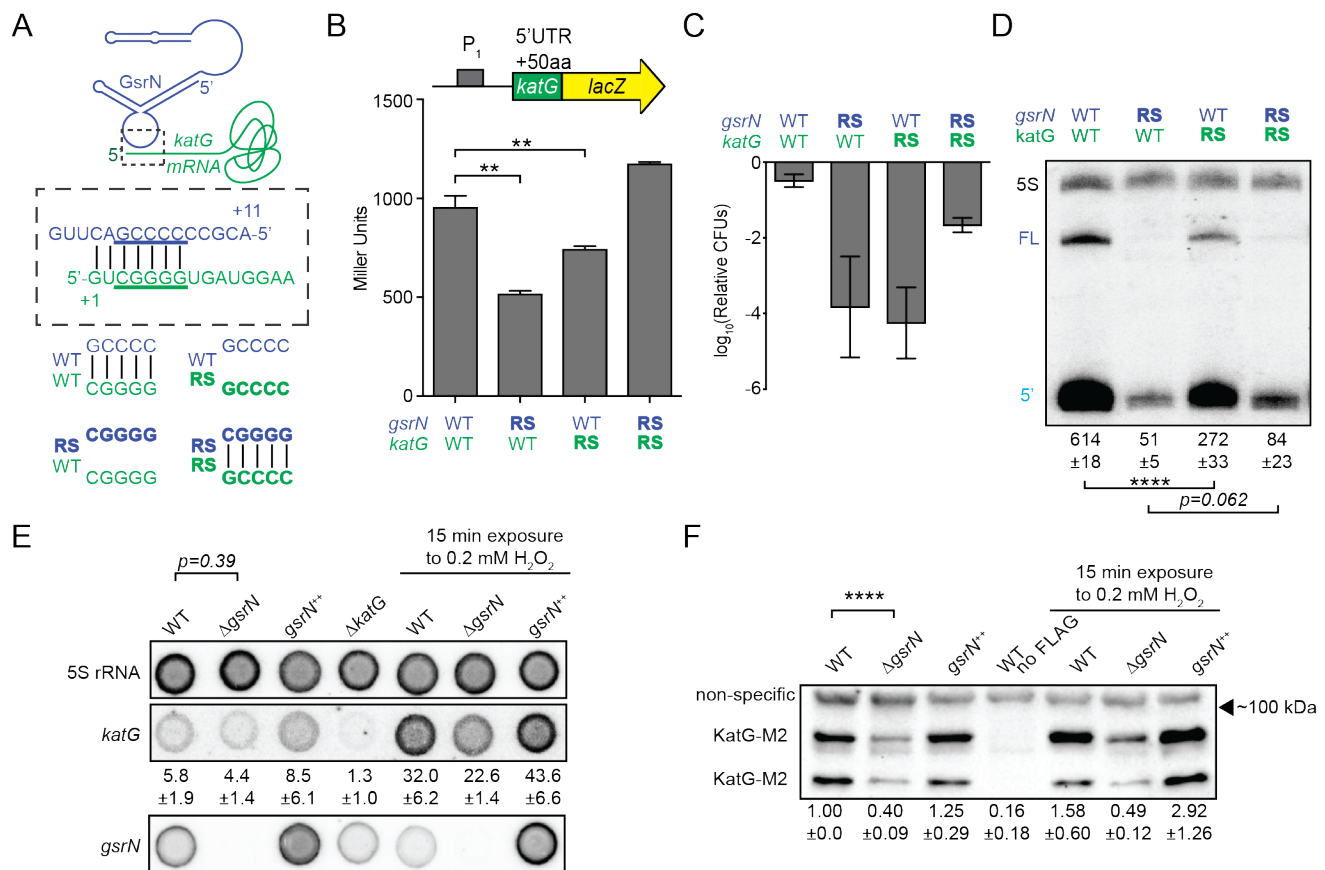 A
GsrN
5'
katG
5'
mRNA
+11
GUUCAGCCCCCCGCA-5'
5'-GUCGGGGUGAUGGAA
+1
WT GCCCC
WT CGGGG
WT GCCCC
RS GCCCC
RS CGGGG
WT CGGGG
RS CGGGG
RS GCCCC
B
P1
5'UTR
+50aa
katG lacZ
1500
1000
500
0
Miller Units
**
**
gsrN WT RS WT RS
katG WT WT RS RS
C
gsrN WT RS WT RS
katG WT WT RS RS
0
-2
-4
-6
log10(Relative CFUs)
D
gsrN WT RS WT RS
katG WT WT RS RS
5S
FL
5'
614 51 272 84
±18 ±5 ±33 ±23
****
p=0.062
E
15 min exposure
to 0.2 mM H2O2
p=0.39
WT ΔgsrN gsrN++ ΔkatG WT ΔgsrN gsrN++
5S rRNA
katG
5.8 4.4 8.5 1.3 32.0 22.6 43.6
±1.9 ±1.4 ±6.1 ±1.0 ±6.2 ±1.4 ±6.6
gsrN
F
15 min exposure
to 0.2 mM H2O2
****
WT ΔgsrN gsrN++ WT no FLAG WT ΔgsrN gsrN++
non-specific
~100 kDa
KatG-M2
KatG-M2
1.00 0.40 1.25 0.16 1.58 0.49 2.92
±0.0 ±0.09 ±0.29 ±0.18 ±0.60 ±0.12 ±1.26